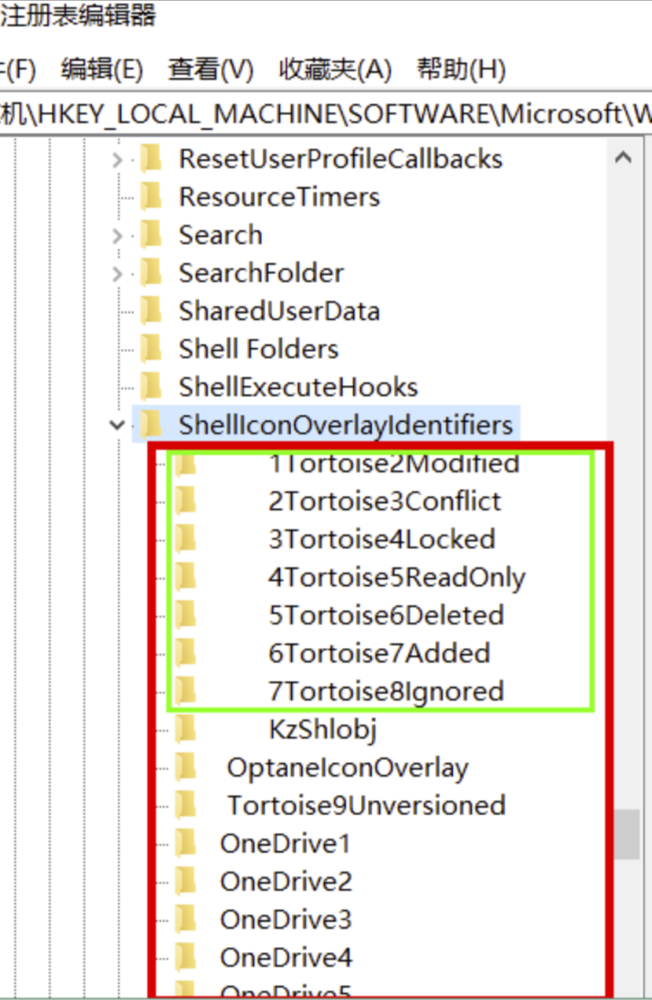 注册表编辑器
(F) 编辑(E) 查看(V) 收藏夹(A) 帮助(H)
机\HKEY_LOCAL_MACHINE\SOFTWARE\Microsoft\W
ResetUserProfileCallbacks
ResourceTimers
Search
SearchFolder
SharedUserData
Shell Folders
ShellExecuteHooks
ShellIconOverlayIdentifiers
1Tortoise2Modified
2Tortoise3Conflict
3Tortoise4Locked
4Tortoise5ReadOnly
5Tortoise6Deleted
6Tortoise7Added
7Tortoise8Ignored
KzShlobj
OptaneIconOverlay
Tortoise9Unversioned
OneDrive1
OneDrive2
OneDrive3
OneDrive4
OneDrive5